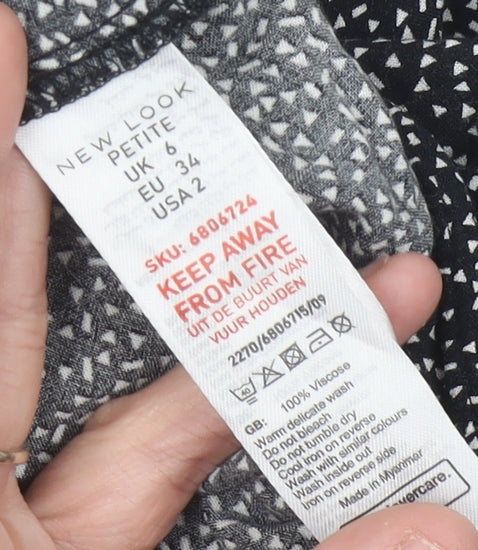 NEW LOOK
PETITE
UK 6
EU 34
USA 2
SKU: 6806724
KEEP AWAY
FROM FIRE
UIT DE BUURT VAN
VUUR HOUDEN
2270/6806715/09
40
GB: 100% Viscose
Warm delicate wash
Do not bleach
Do not tumble dry
Cool iron on reverse
Wash with similar colours
Wash inside out
Iron on reverse side
Made in Myanmar